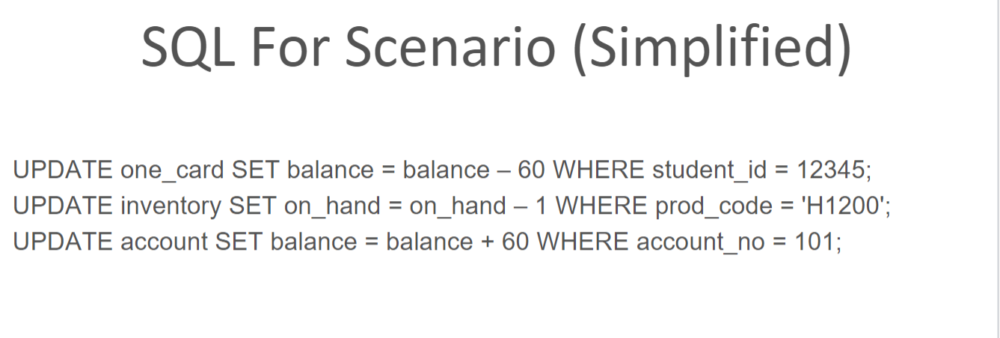 SQL For Scenario (Simplified)
UPDATE one_card SET balance = balance – 60 WHERE student_id = 12345;
UPDATE inventory SET on_hand = on_hand – 1 WHERE prod_code = 'H1200';
UPDATE account SET balance = balance + 60 WHERE account_no = 101;